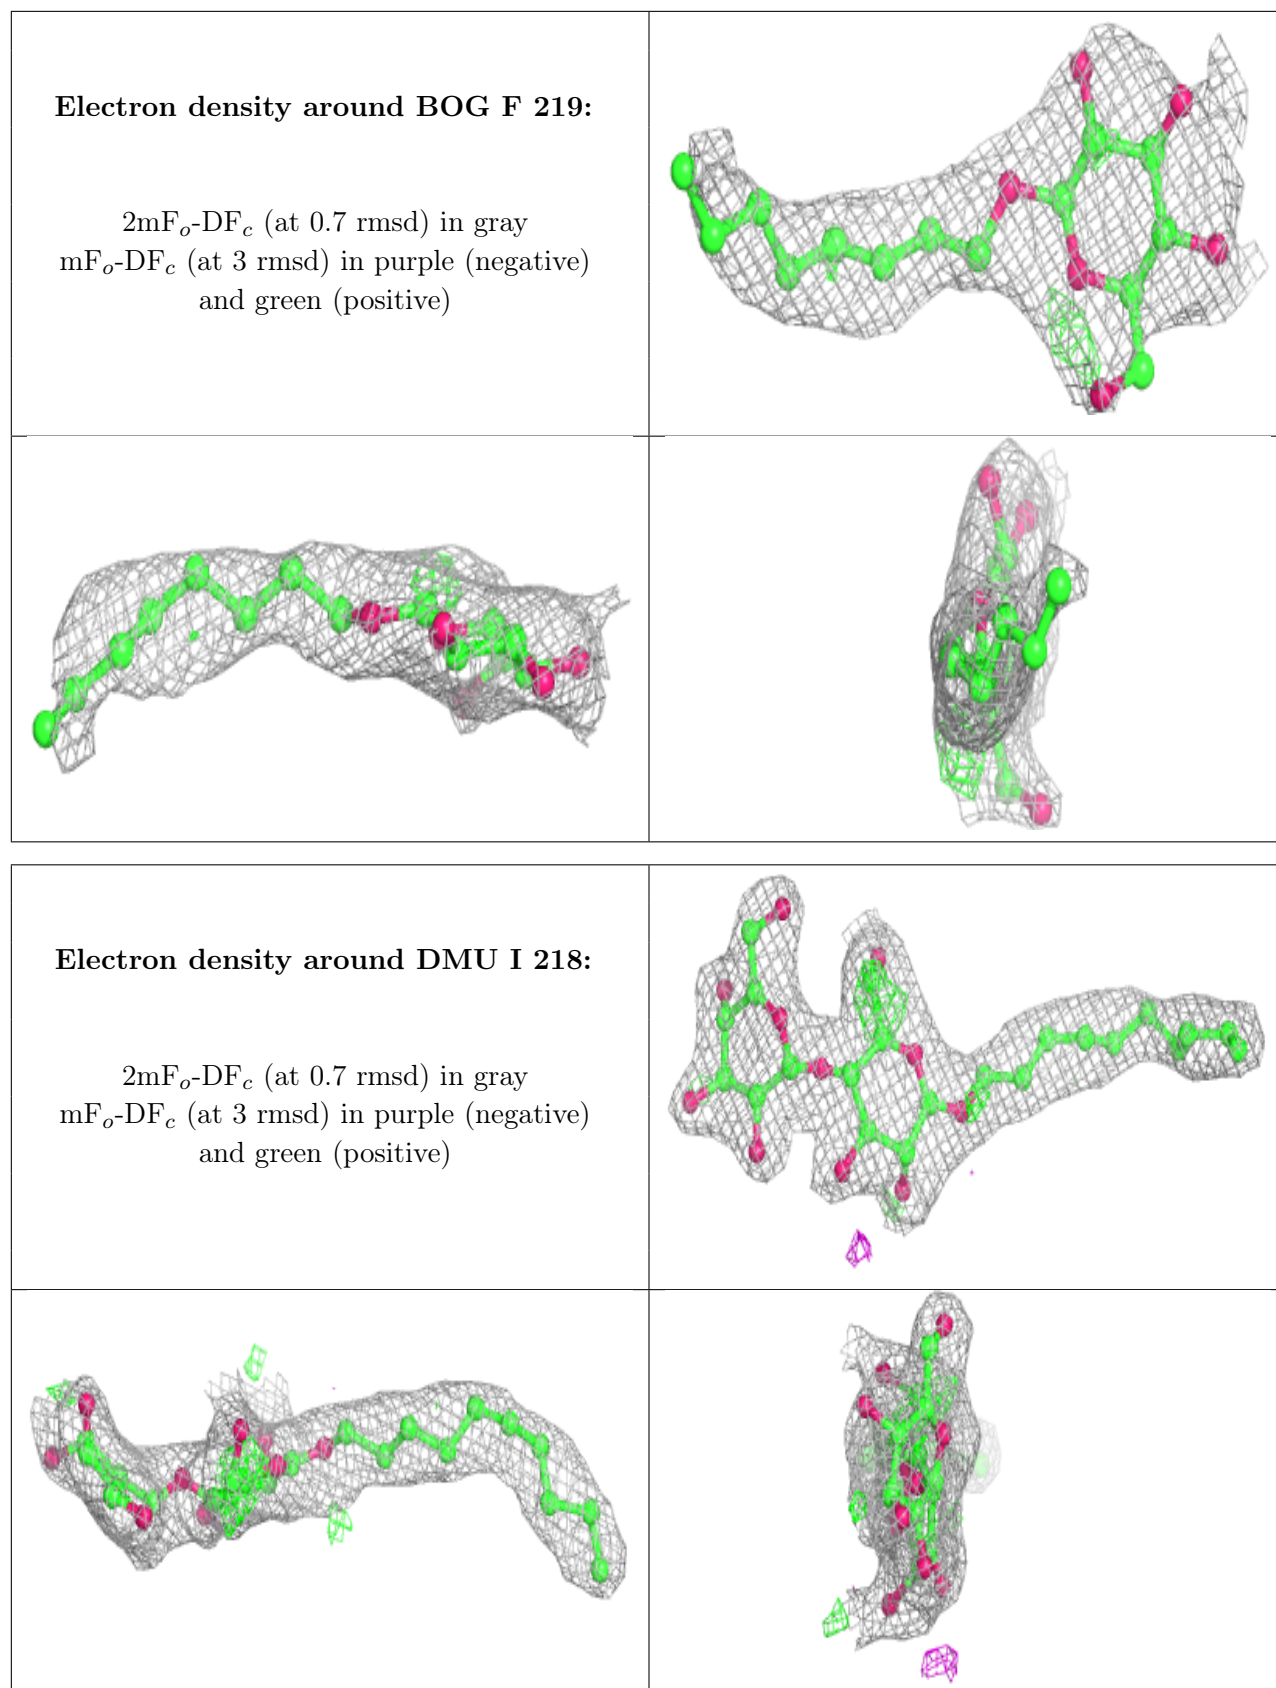 Electron density around BOG F 219:
2mFo-DFc (at 0.7 rmsd) in gray
mFo-DFc (at 3 rmsd) in purple (negative)
and green (positive)
Electron density around DMU I 218:
2mFo-DFc (at 0.7 rmsd) in gray
mFo-DFc (at 3 rmsd) in purple (negative)
and green (positive)